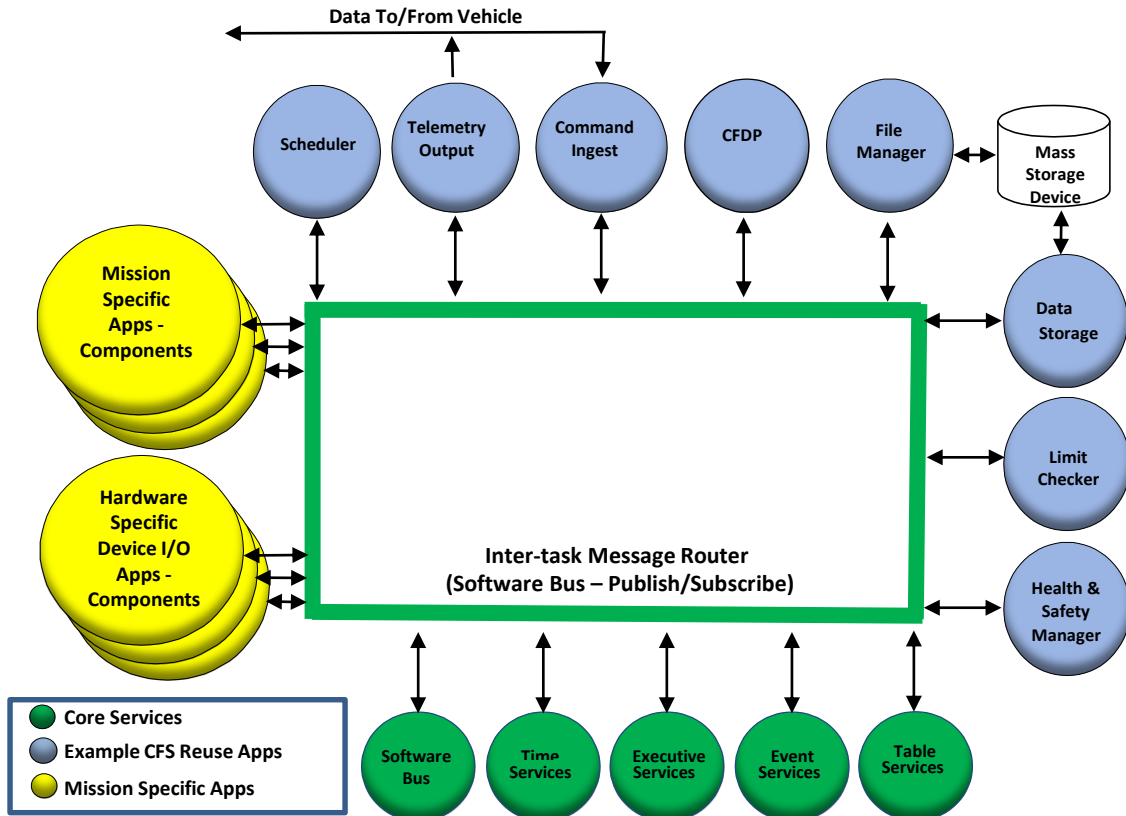 Data To/From Vehicle
Scheduler
Telemetry
Output
Command
Ingest
CFDP
File
Manager
Mass
Storage
Device
Mission
Specific
Apps -
Components
Data
Storage
Limit
Checker
Hardware
Specific
Device I/O
Apps -
Components
Inter-task Message Router
(Software Bus – Publish/Subscribe)
Health &
Safety
Manager
Core Services
Example CFS Reuse Apps
Mission Specific Apps
Software
Bus
Time
Services
Executive
Services
Event
Services
Table
Services